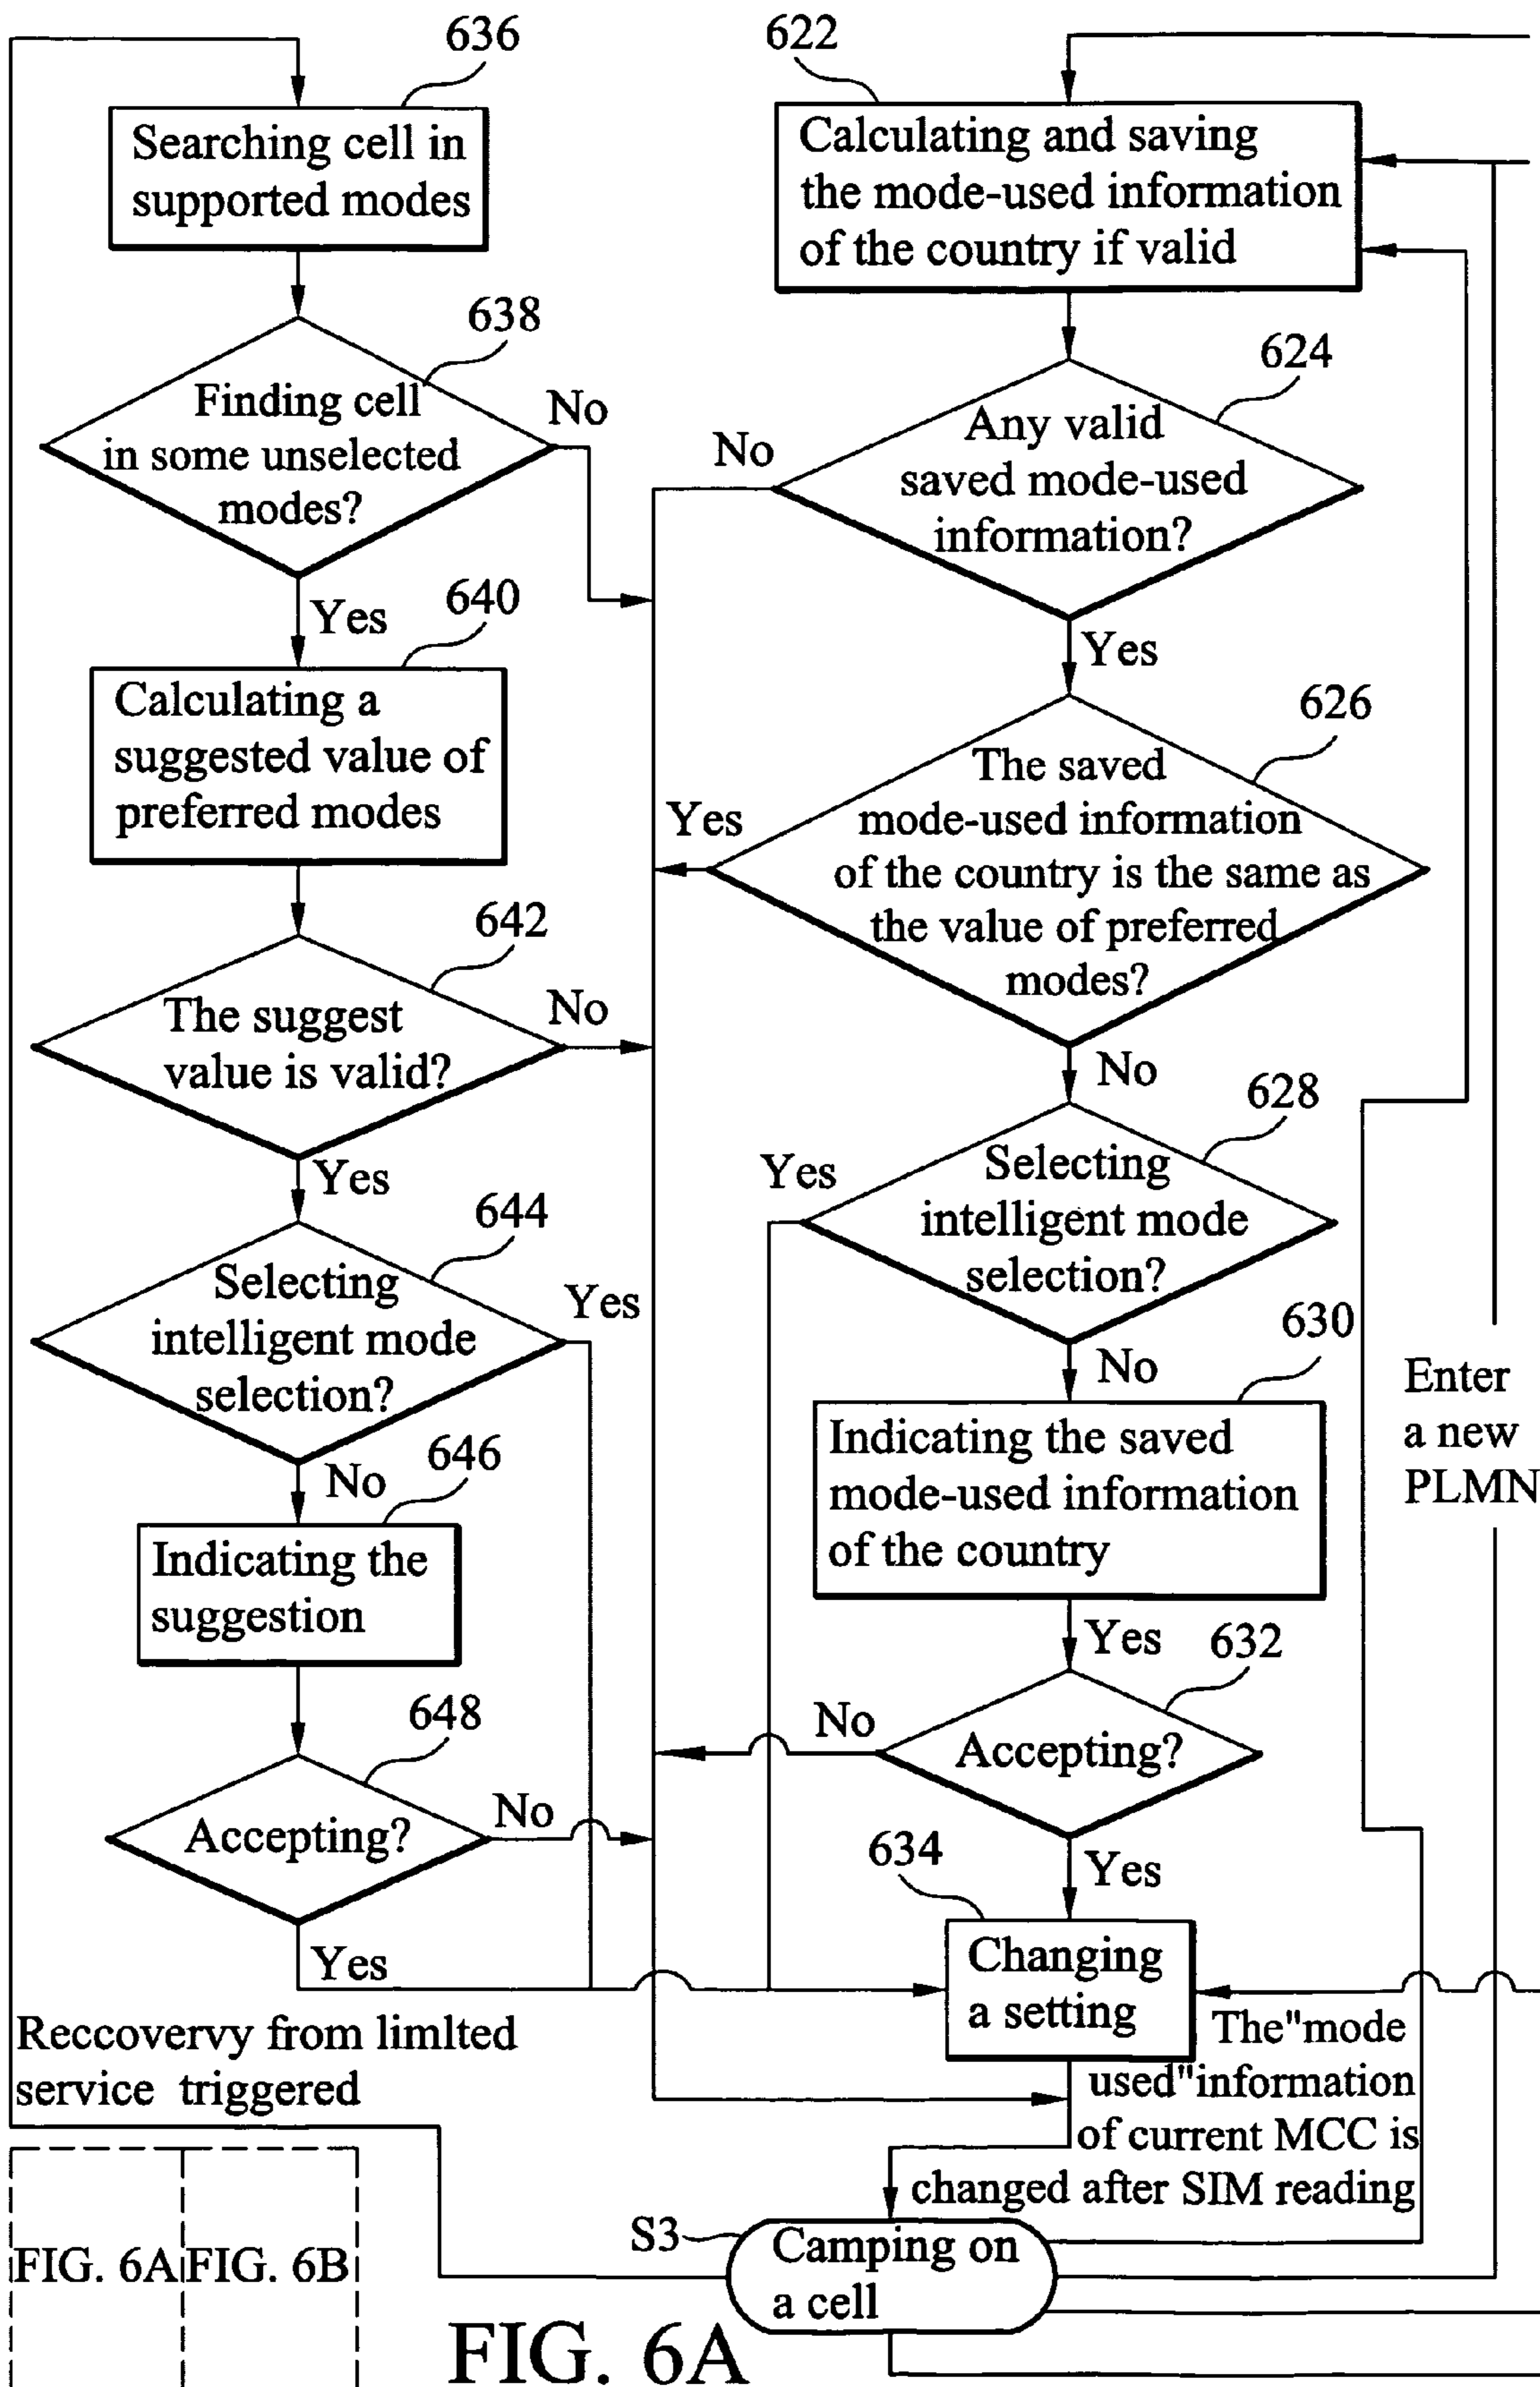 636
Searching cell in
supported modes
638
Finding cell
in some unselected
modes?
No
Yes
640
Calculating a
suggested value of
preferred modes
642
The suggest
value is valid?
No
Yes
644
Selecting
intelligent mode
selection?
Yes
No
646
Indicating the
suggestion
648
Accepting?
No
Yes
Reccovervy from limlted
service triggered
622
Calculating and saving
the mode-used information
of the country if valid
624
Any valid
saved mode-used
information?
No
Yes
626
The saved
mode-used information
of the country is the same as
the value of preferred
modes?
Yes
No
628
Selecting
intelligent mode
selection?
Yes
No
630
Indicating the saved
mode-used information
of the country
Yes
632
Accepting?
No
Yes
634
Changing
a setting
Enter
a new
PLMN
The"mode
used"information
of current MCC is
changed after SIM reading
S3
Camping on
a cell
FIG. 6A FIG. 6B
FIG. 6A